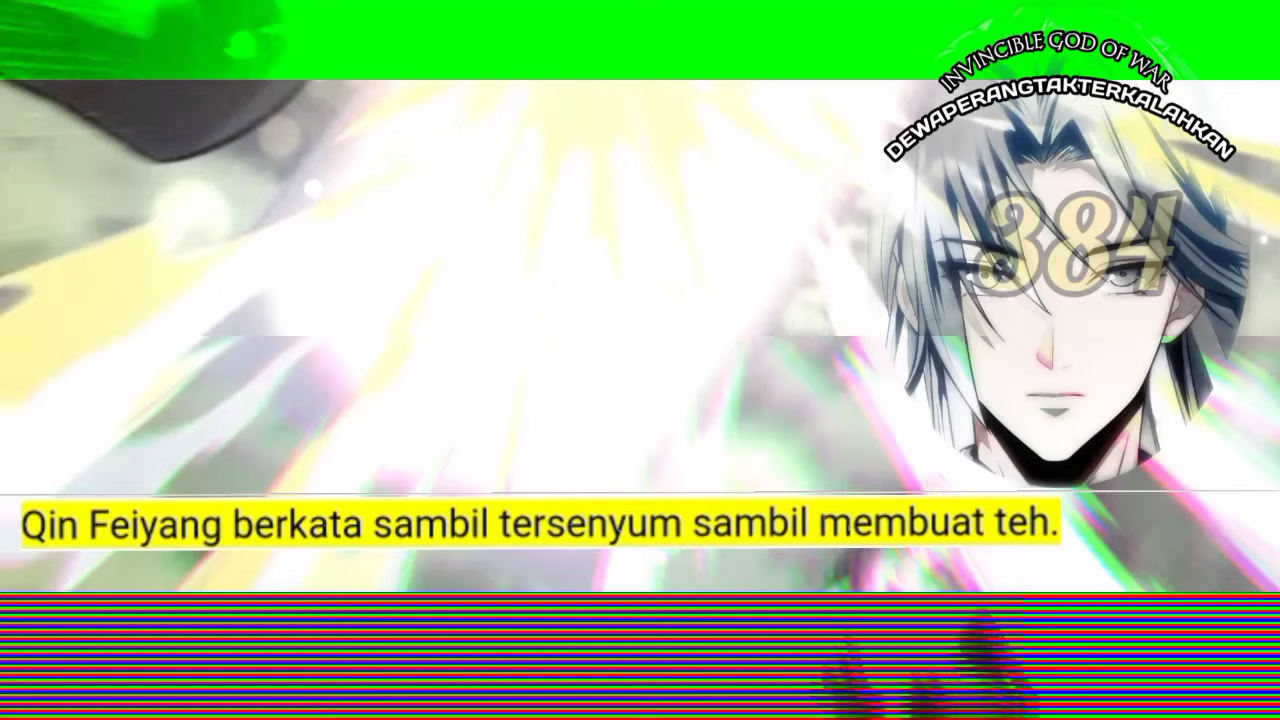 INVINCIBLE GOD OF WAR
DEWAPERANGTAKTERKALAHKAN
384
Qin Feiyang berkata sambil tersenyum sambil membuat teh.